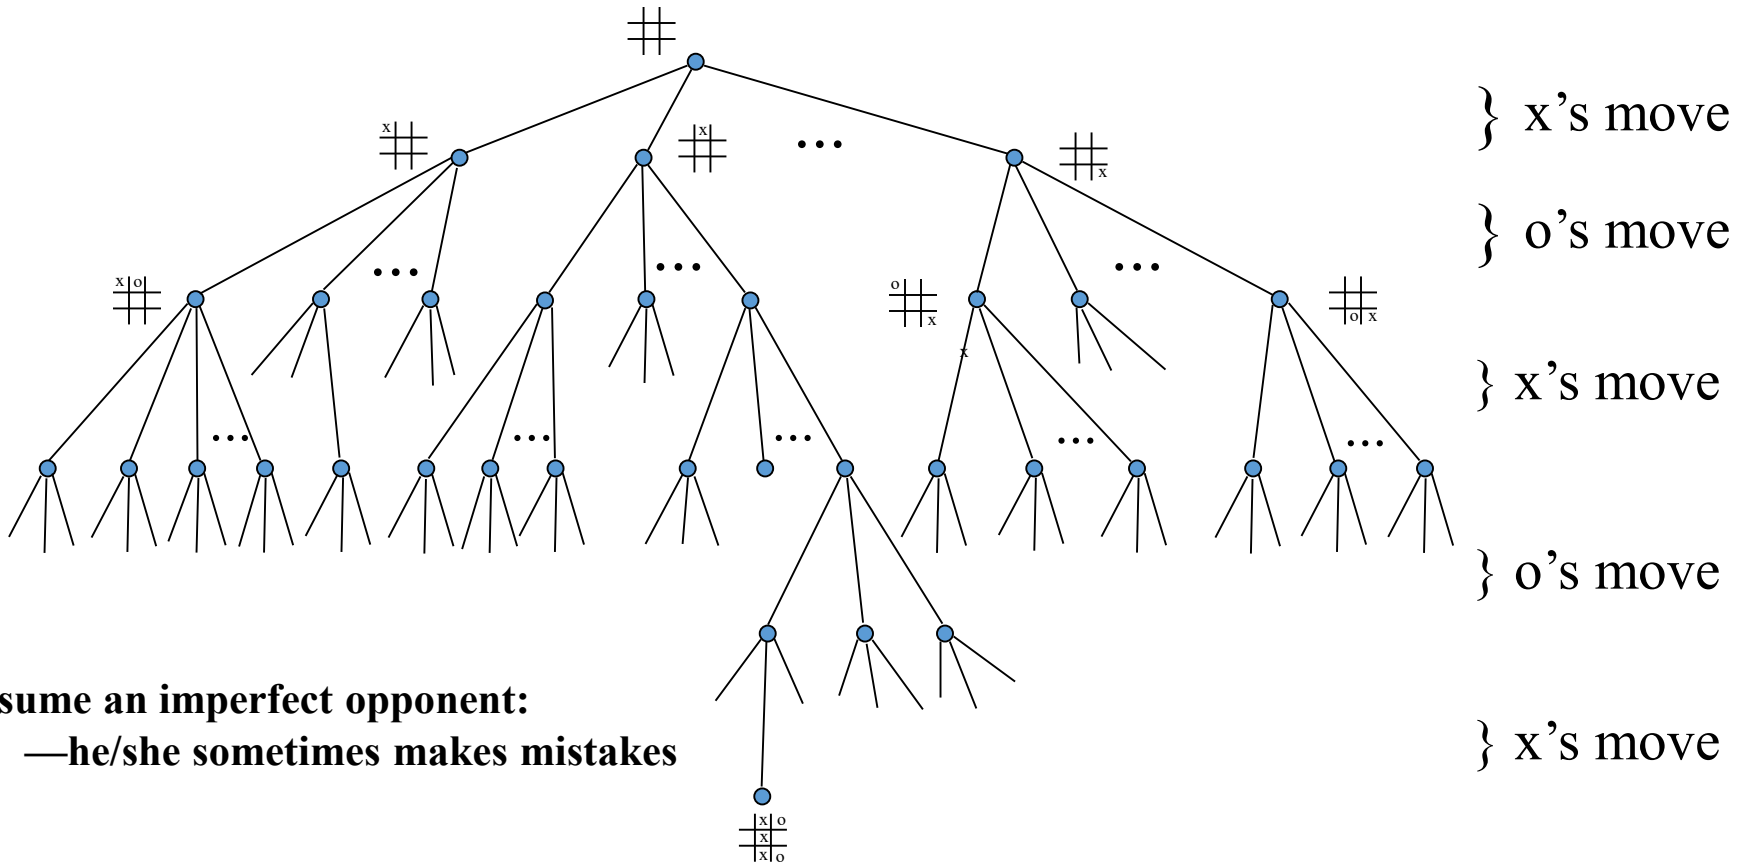 x
x
x
...
} x's move
} o's move
x o
...
...
...
o
x
o x
x
} x's move
...
...
...
...
...
} o's move
sume an imperfect opponent:
—he/she sometimes makes mistakes
} x's move
x o
x
x o